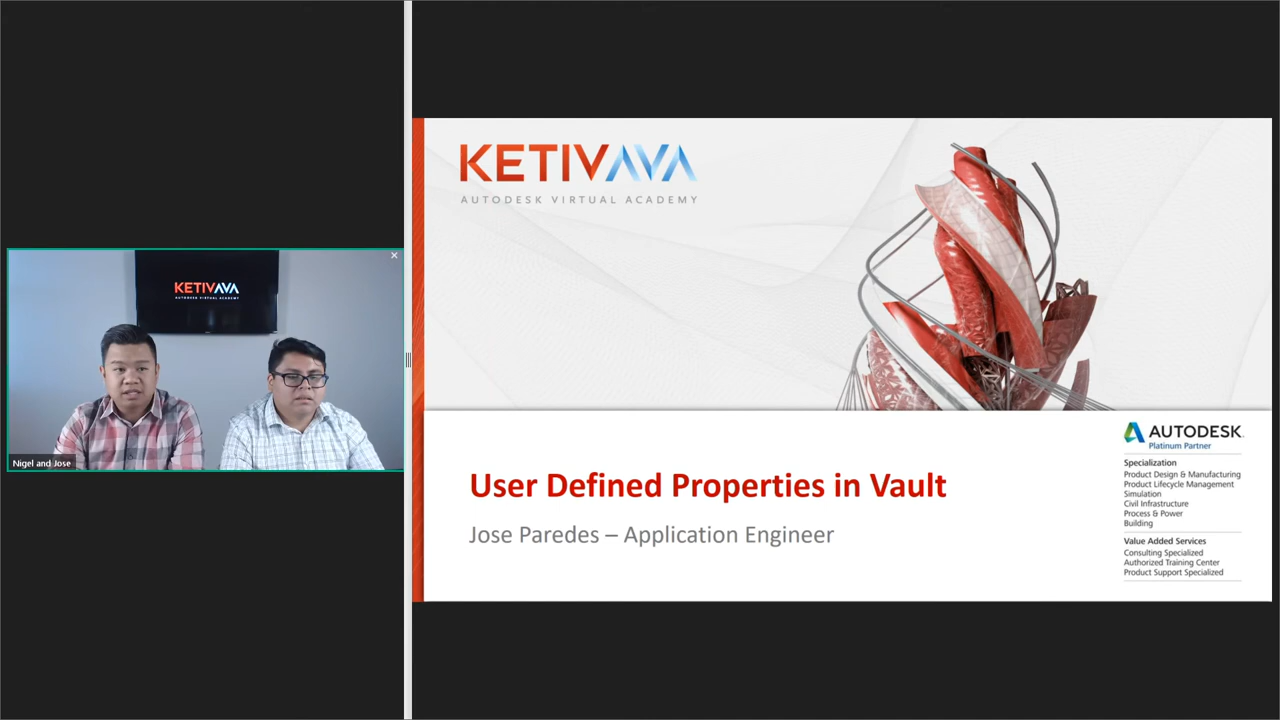 KETIVAVA
AUTODESK VIRTUAL ACADEMY
Nigel and Jose
KETIVAVA
AUTODESK VIRTUAL ACADEMY
User Defined Properties in Vault
Jose Paredes – Application Engineer
AUTODESK.
Platinum Partner
Specialization
Product Design & Manufacturing
Product Lifecycle Management
Simulation
Civil Infrastructure
Process & Power
Building
Value Added Services
Consulting Specialized
Authorized Training Center
Product Support Specialized